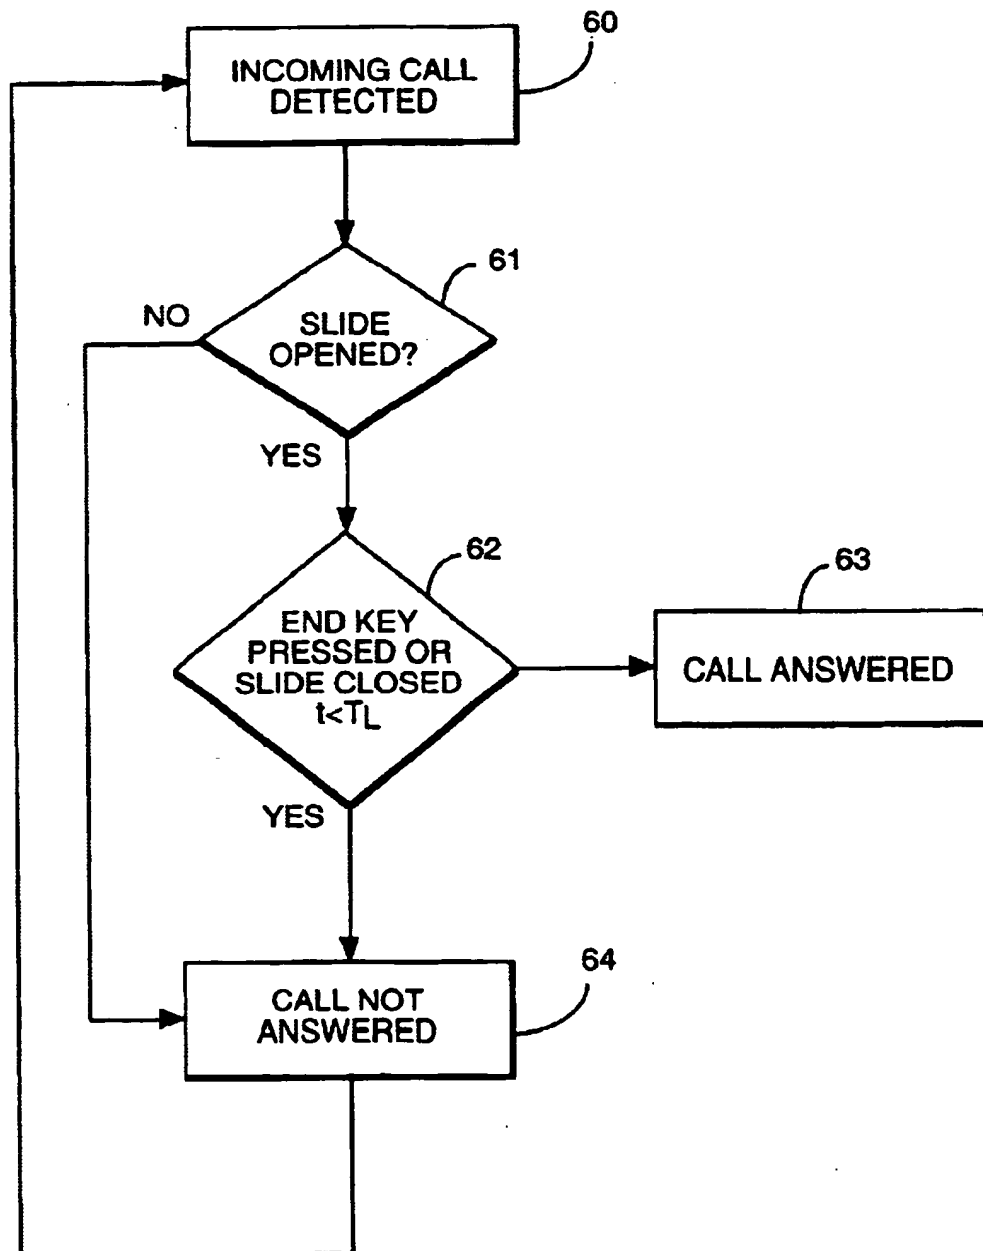 60
INCOMING CALL
DETECTED
61
NO
SLIDE
OPENED?
YES
62
END KEY
PRESSED OR
SLIDE CLOSED
t<TL
63
CALL ANSWERED
YES
64
CALL NOT
ANSWERED